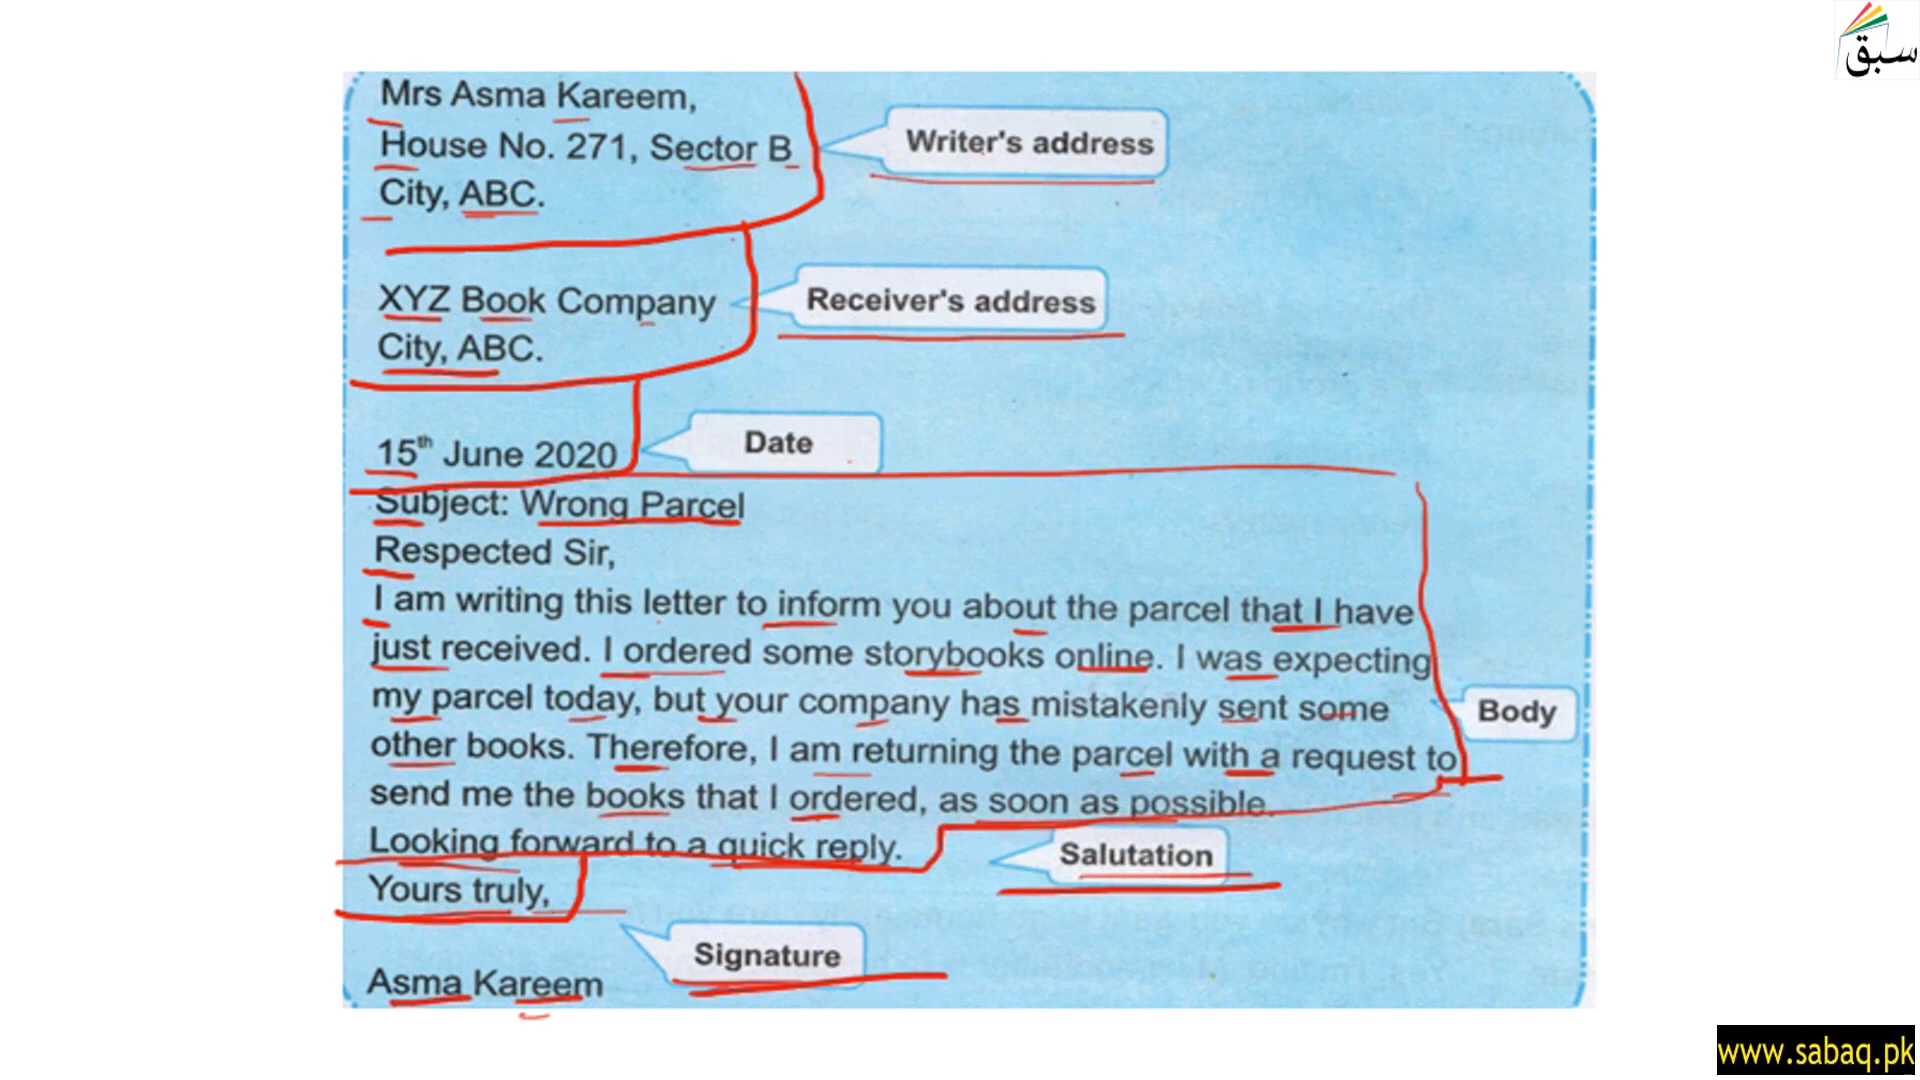 سبق
Mrs Asma Kareem,
House No. 271, Sector B
City, ABC.
Writer's address
XYZ Book Company
City, ABC.
Receiver's address
15th June 2020
Date
Subject: Wrong Parcel
Respected Sir,
I am writing this letter to inform you about the parcel that I have
just received. I ordered some storybooks online. I was expecting
my parcel today, but your company has mistakenly sent some
other books. Therefore, I am returning the parcel with a request to
send me the books that I ordered, as soon as possible.
Looking forward to a quick reply.
Body
Salutation
Yours truly,
Signature
Asma Kareem
www.sabaq.pk